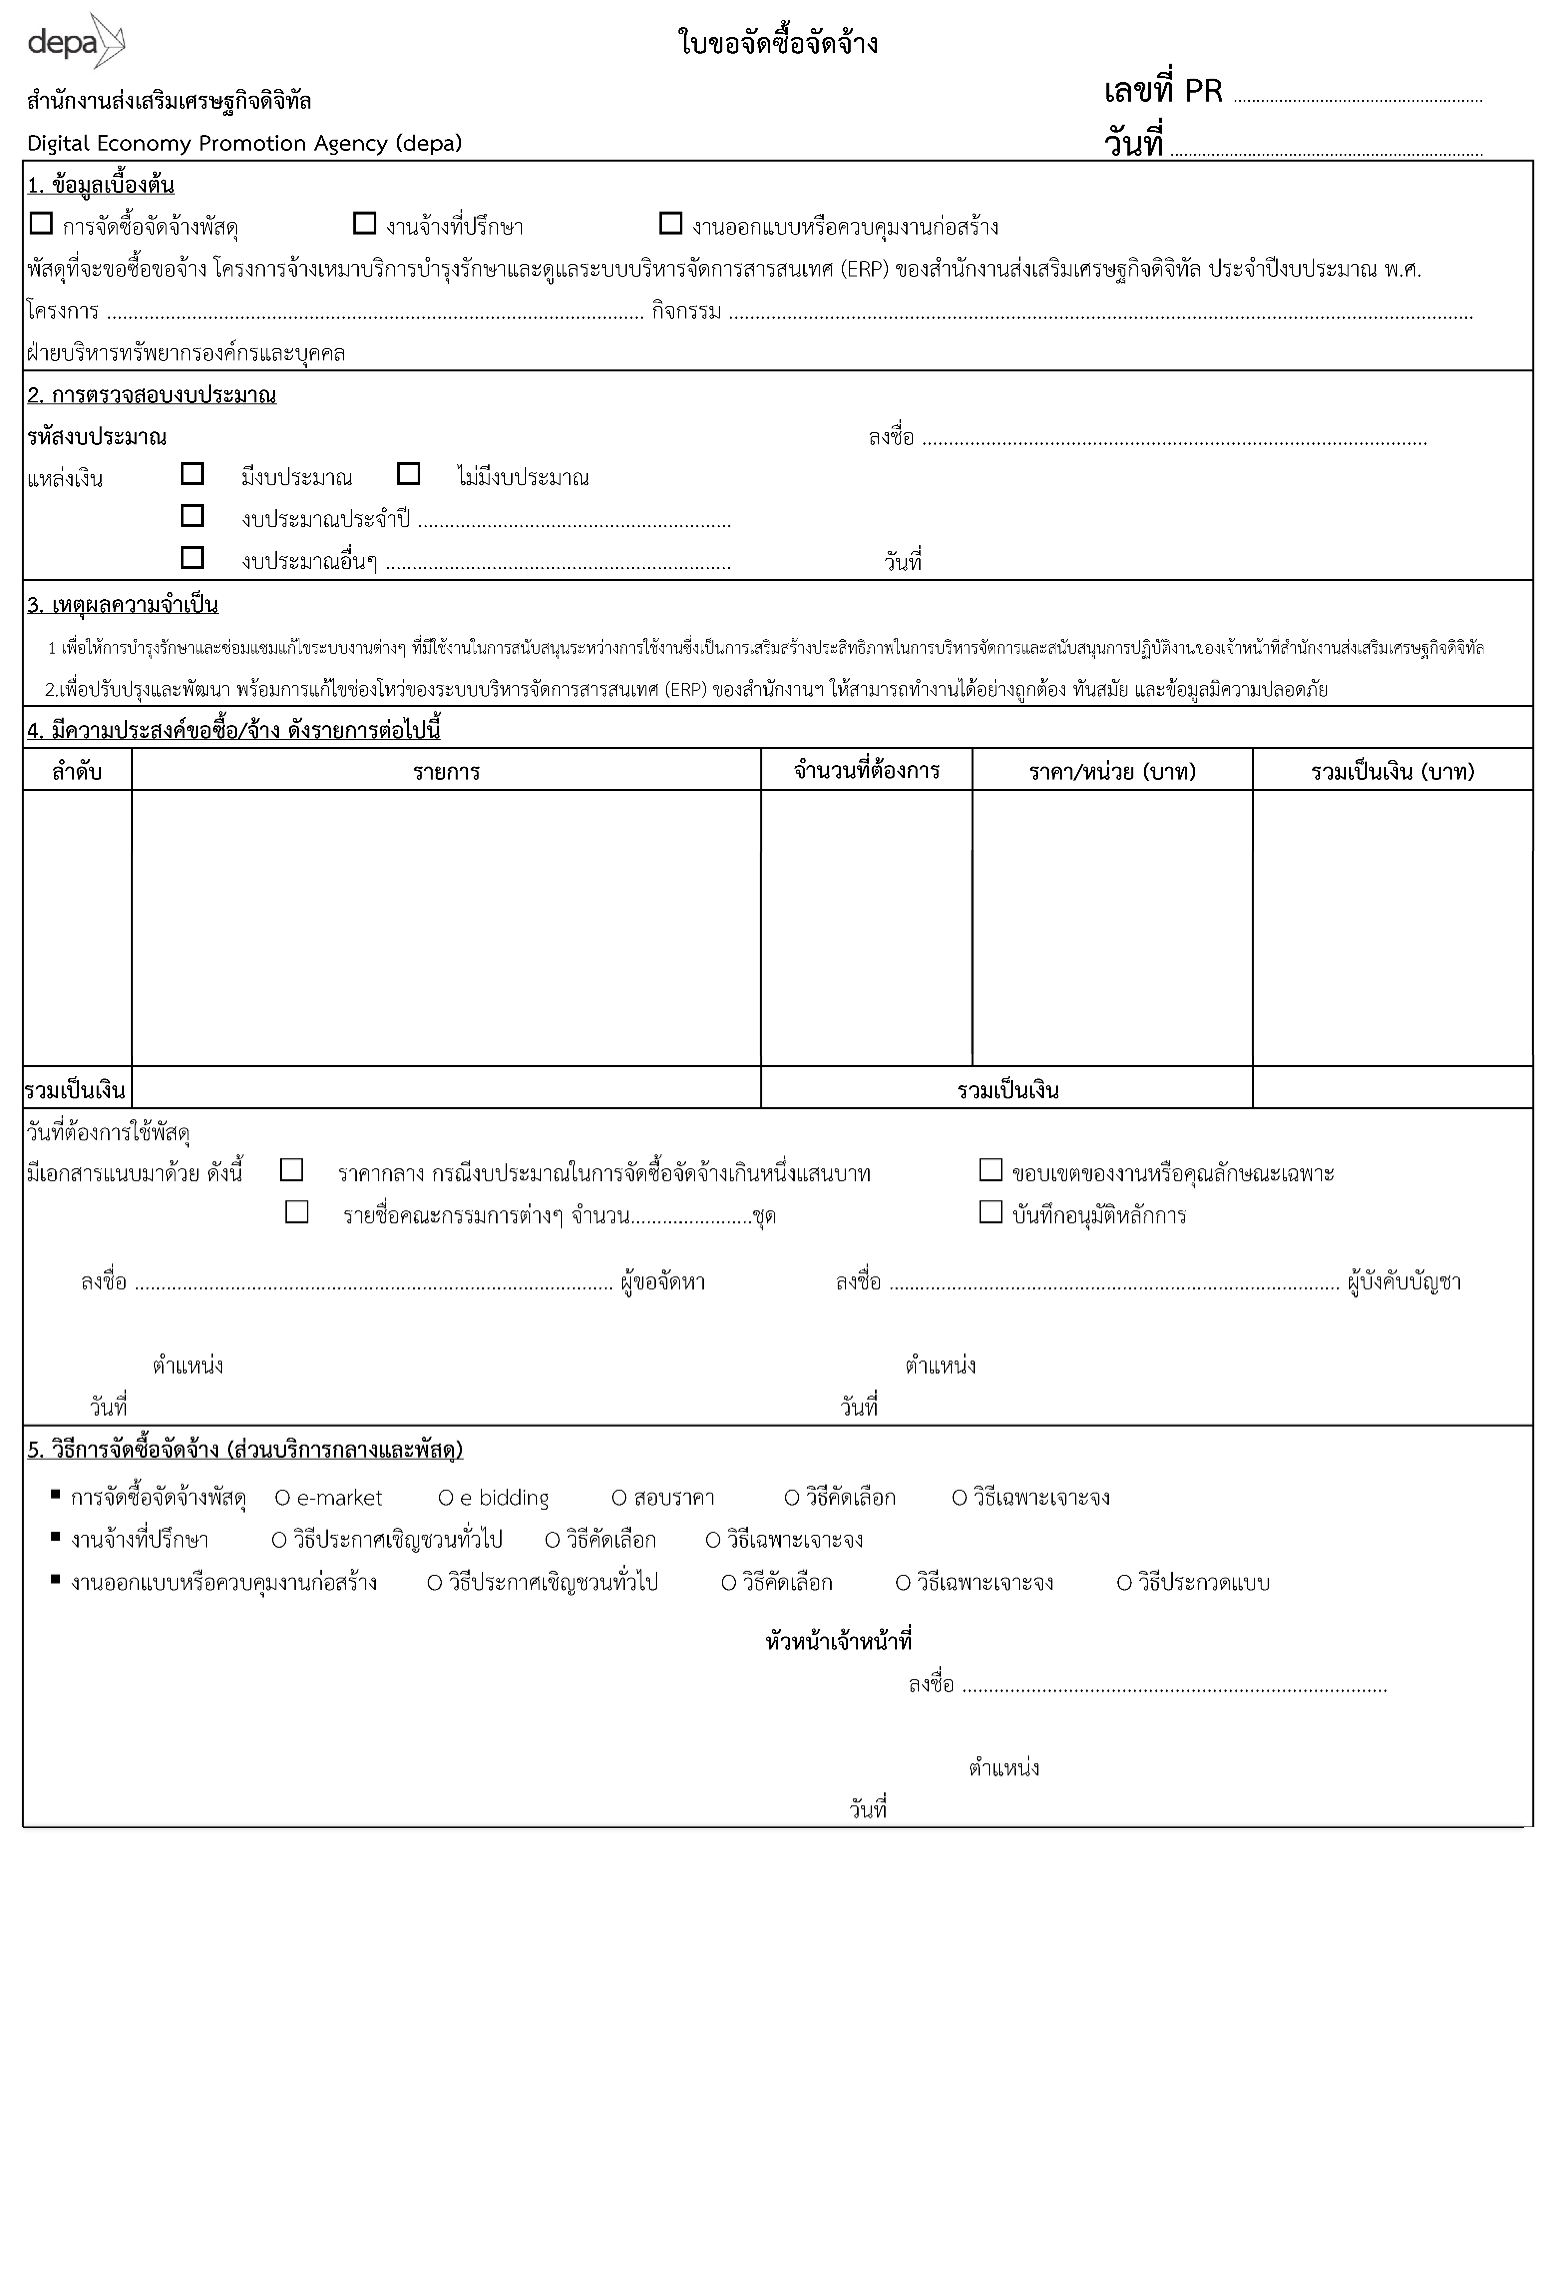 depa
ใบขอจัดซื้อจัดจ้าง
เลขที่ PR ........................................................
สำนักงานส่งเสริมเศรษฐกิจดิจิทัล
Digital Economy Promotion Agency (depa)
วันที่ ........................................................
1. ข้อมูลเบื้องต้น
☐ การจัดซื้อจัดจ้างพัสดุ ☐ งานจ้างที่ปรึกษา ☐ งานออกแบบหรือควบคุมงานก่อสร้าง
พัสดุที่จะขอซื้อขอจ้าง โครงการจ้างเหมาบริการบำรุงรักษาและดูแลระบบบริหารจัดการสารสนเทศ (ERP) ของสำนักงานส่งเสริมเศรษฐกิจดิจิทัล ประจำปีงบประมาณ พ.ศ.
โครงการ ........................................................ กิจกรรม ........................................................
ฝ่ายบริหารทรัพยากรองค์กรและบุคคล
2. การตรวจสอบงบประมาณ
รหัสงบประมาณ ลงชื่อ ........................................................
แหล่งเงิน ☐ มีงบประมาณ ☐ ไม่มีงบประมาณ
☐ งบประมาณประจำปี ........................................................
☐ งบประมาณอื่นๆ ........................................................ วันที่
3. เหตุผลความจำเป็น
1 เพื่อให้การบำรุงรักษาและซ่อมแซมแก้ไขระบบงานต่างๆ ที่มีใช้งานในการสนับสนุนระหว่างการใช้งานซึ่งเป็นการเสริมสร้างประสิทธิภาพในการบริหารจัดการและสนับสนุนการปฏิบัติงานของเจ้าหน้าที่สำนักงานส่งเสริมเศรษฐกิจดิจิทัล
2.เพื่อปรับปรุงและพัฒนา พร้อมการแก้ไขช่องโหว่ของระบบบริหารจัดการสารสนเทศ (ERP) ของสำนักงานฯ ให้สามารถทำงานได้อย่างถูกต้อง ทันสมัย และข้อมูลมีความปลอดภัย
4. มีความประสงค์ขอซื้อ/จ้าง ดังรายการต่อไปนี้
ลำดับ รายการ จำนวนที่ต้องการ ราคา/หน่วย (บาท) รวมเป็นเงิน (บาท)
รวมเป็นเงิน รวมเป็นเงิน
วันที่ต้องการใช้พัสดุ
มีเอกสารแนบมาด้วย ดังนี้ ☐ ราคากลาง กรณีงบประมาณในการจัดซื้อจัดจ้างเกินหนึ่งแสนบาท ☐ ขอบเขตของงานหรือคุณลักษณะเฉพาะ
☐ รายชื่อคณะกรรมการต่างๆ จำนวน.......................ชุด ☐ บันทึกอนุมัติหลักการ
ลงชื่อ ........................................................ ผู้ขอจัดหา ลงชื่อ ........................................................ ผู้บังคับบัญชา
ตำแหน่ง ตำแหน่ง
วันที่ วันที่
5. วิธีการจัดซื้อจัดจ้าง (ส่วนบริการกลางและพัสดุ)
▪ การจัดซื้อจัดจ้างพัสดุ O e-market O e bidding O สอบราคา O วิธีคัดเลือก O วิธีเฉพาะเจาะจง
▪ งานจ้างที่ปรึกษา O วิธีประกาศเชิญชวนทั่วไป O วิธีคัดเลือก O วิธีเฉพาะเจาะจง
▪ งานออกแบบหรือควบคุมงานก่อสร้าง O วิธีประกาศเชิญชวนทั่วไป O วิธีคัดเลือก O วิธีเฉพาะเจาะจง O วิธีประกวดแบบ
หัวหน้าเจ้าหน้าที่
ลงชื่อ ........................................................
ตำแหน่ง
วันที่